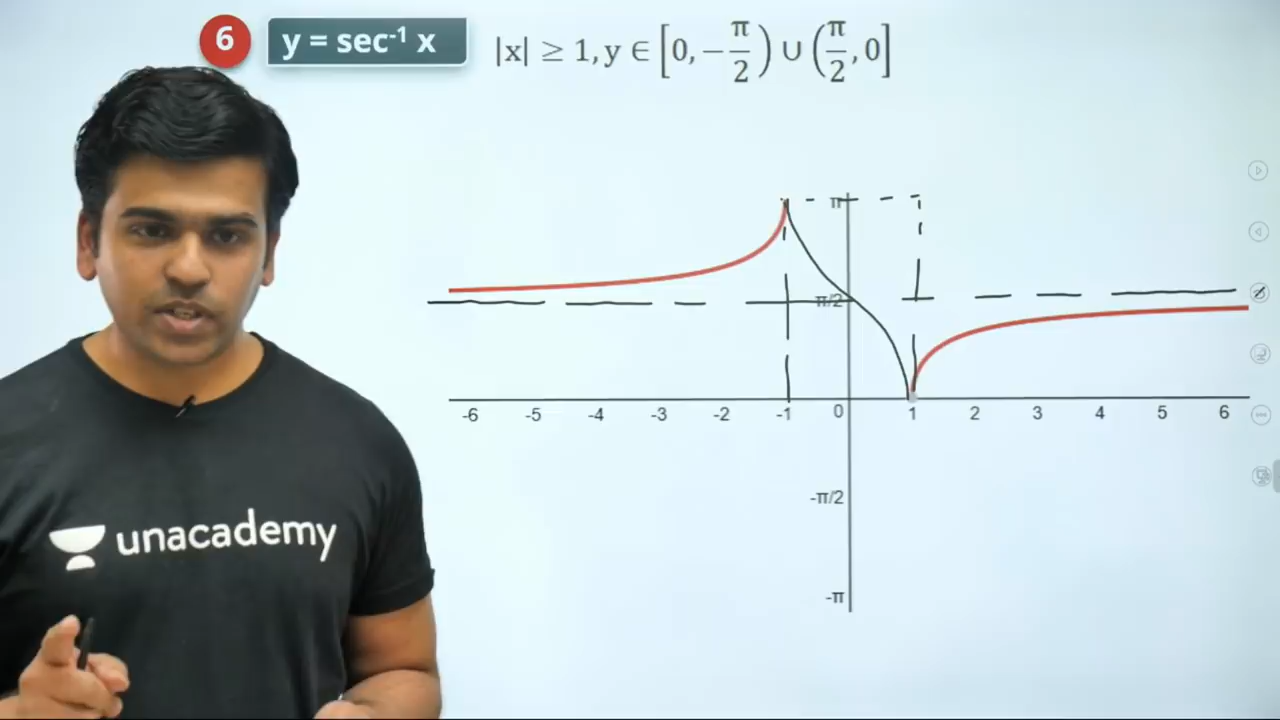 6 y = sec⁻¹ x |x| ≥ 1, y ∈ [0, -π/2) ∪ (π/2, 0]
π
π/2
-6 -5 -4 -3 -2 -1 0 1 2 3 4 5 6
-π/2
unacademy
-π